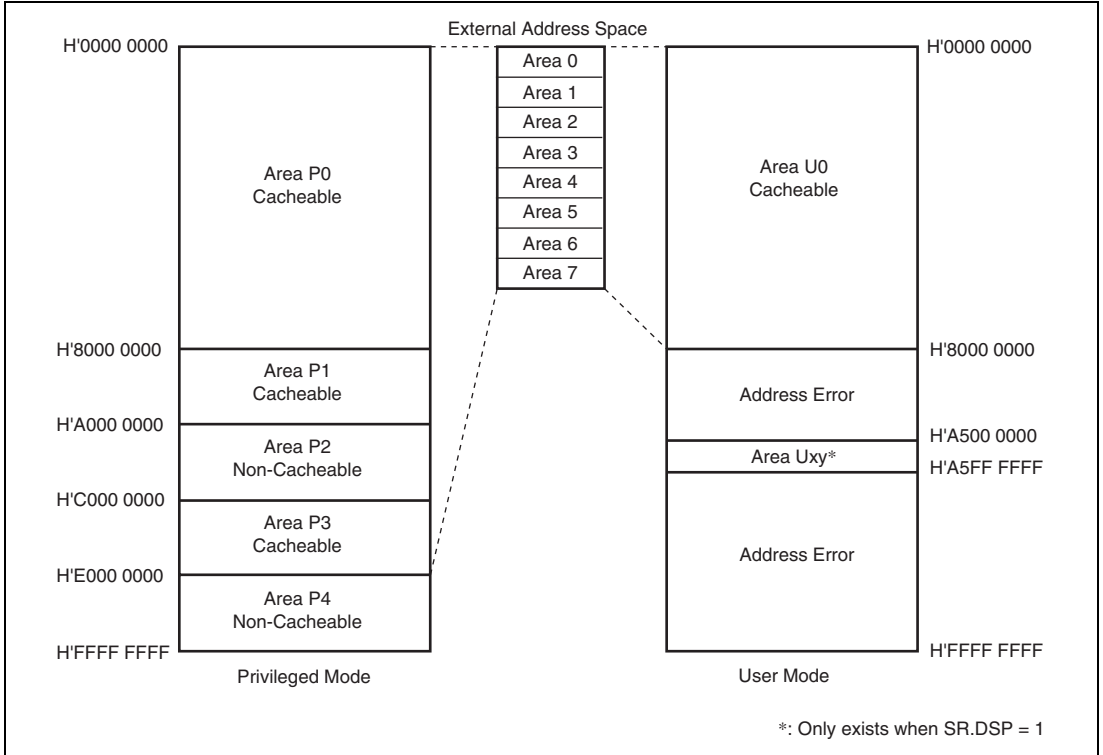 External Address Space
H'0000 0000
Area P0
Cacheable
H'8000 0000
Area P1
Cacheable
H'A000 0000
Area P2
Non-Cacheable
H'C000 0000
Area P3
Cacheable
H'E000 0000
Area P4
Non-Cacheable
H'FFFF FFFF
Privileged Mode
Area 0
Area 1
Area 2
Area 3
Area 4
Area 5
Area 6
Area 7
H'0000 0000
Area U0
Cacheable
H'8000 0000
Address Error
H'A500 0000
Area Uxy*
H'A5FF FFFF
Address Error
H'FFFF FFFF
User Mode
*: Only exists when SR.DSP = 1